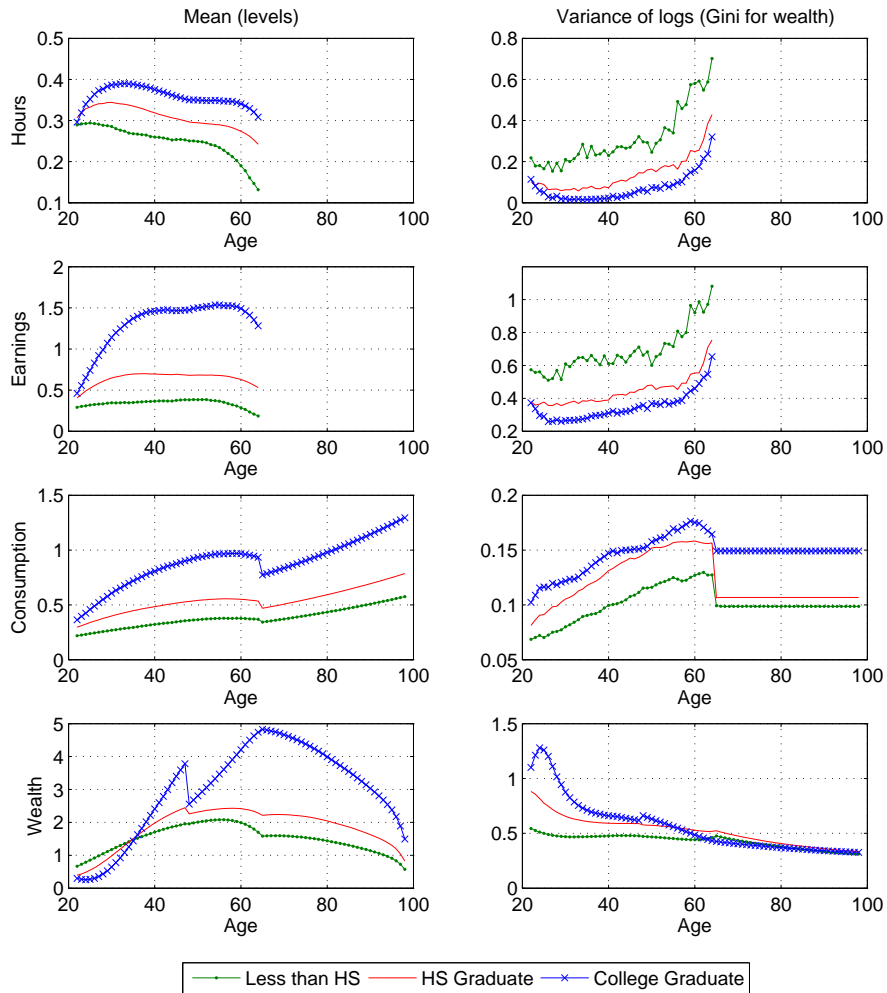 Mean (levels)
Variance of logs (Gini for wealth)
0.5
0.4
0.3
0.2
0.1
Hours
20 40 60 80 100
Age
0.8
0.6
0.4
0.2
0
20 40 60 80 100
Age
2
1.5
1
0.5
0
Earnings
20 40 60 80 100
Age
1
0.8
0.6
0.4
0.2
20 40 60 80 100
Age
1.5
1
0.5
0
Consumption
20 40 60 80 100
Age
0.2
0.15
0.1
0.05
20 40 60 80 100
Age
5
4
3
2
1
0
Wealth
20 40 60 80 100
Age
1.5
1
0.5
0
20 40 60 80 100
Age
Less than HS HS Graduate College Graduate